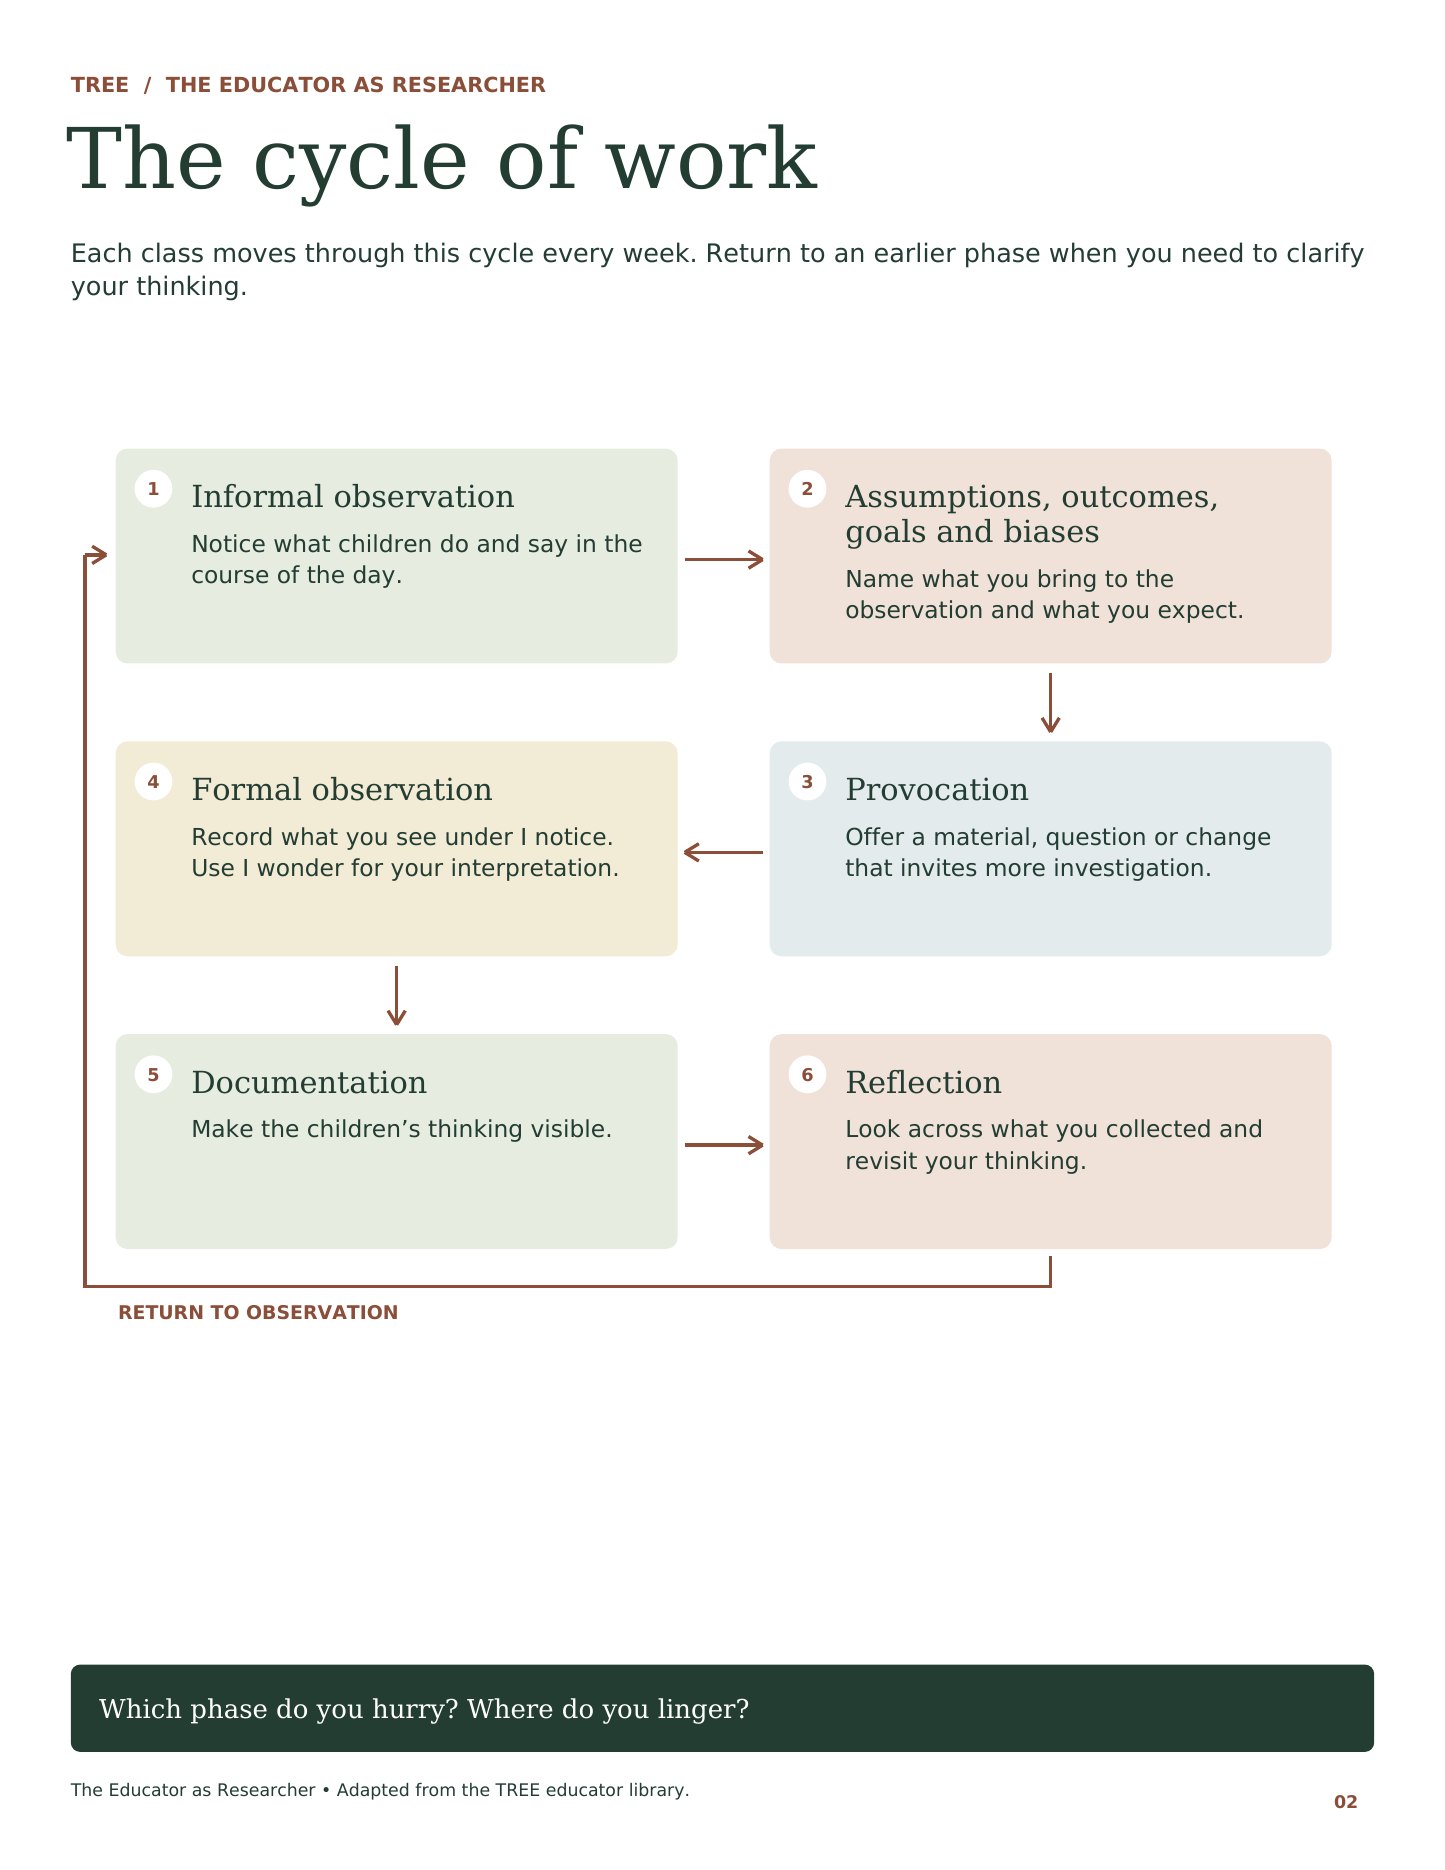 TREE / THE EDUCATOR AS RESEARCHER
The cycle of work
Each class moves through this cycle every week. Return to an earlier phase when you need to clarify
your thinking.
1
Informal observation
Notice what children do and say in the
course of the day.
2
Assumptions, outcomes,
goals and biases
Name what you bring to the
observation and what you expect.
3
Provocation
Offer a material, question or change
that invites more investigation.
4
Formal observation
Record what you see under I notice.
Use I wonder for your interpretation.
5
Documentation
Make the children’s thinking visible.
6
Reflection
Look across what you collected and
revisit your thinking.
RETURN TO OBSERVATION
Which phase do you hurry? Where do you linger?
The Educator as Researcher • Adapted from the TREE educator library.
02